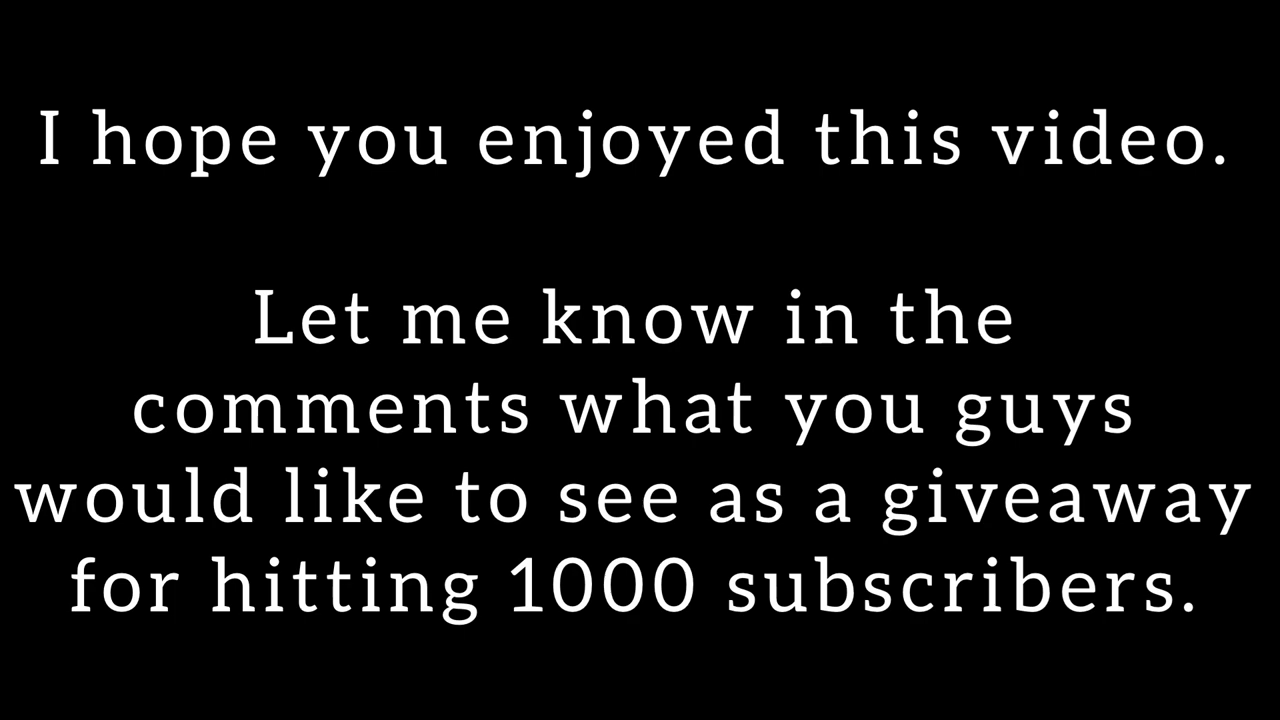 I hope you enjoyed this video.
Let me know in the
comments what you guys
would like to see as a giveaway
for hitting 1000 subscribers.